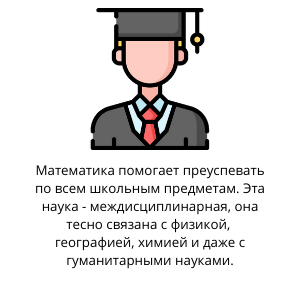 Математика помогает преуспевать
по всем школьным предметам. Эта
наука - междисциплинарная, она
тесно связана с физикой,
географией, химией и даже с
гуманитарными науками.